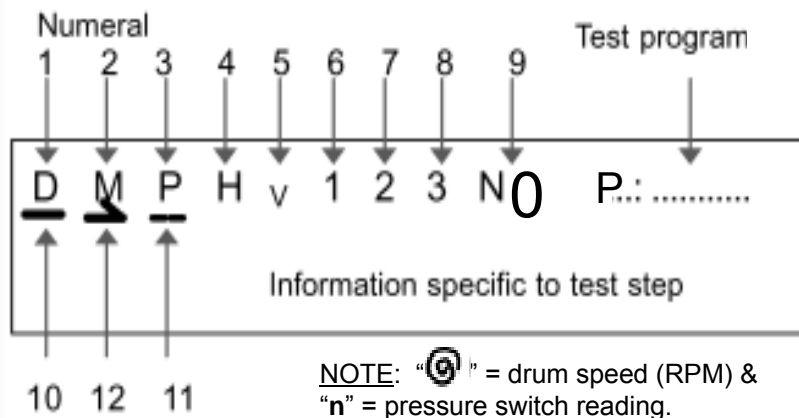 Numeral
Test program
1 2 3 4 5 6 7 8 9
D M P H v 1 2 3 N0 P..: ...........
Information specific to test step
10 12 11
NOTE: “ ” = drum speed (RPM) &
“n” = pressure switch reading.